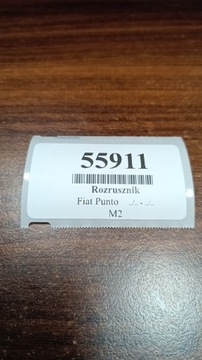 55911
Rozrusznik
Fiat Punto ../.. - ../..
M2